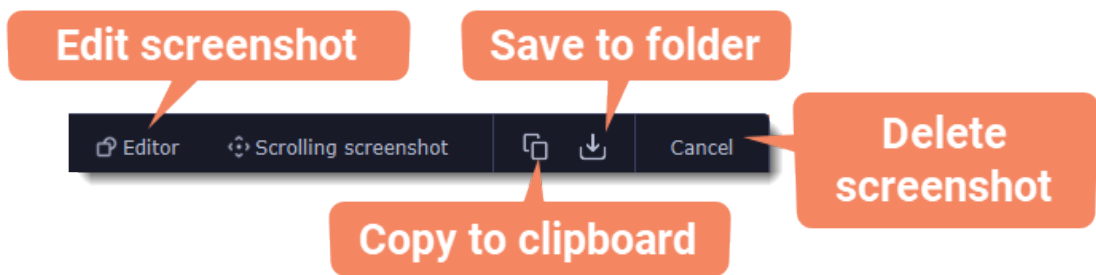 Edit screenshot
Save to folder
Editor
Scrolling screenshot
Cancel
Delete
screenshot
Copy to clipboard